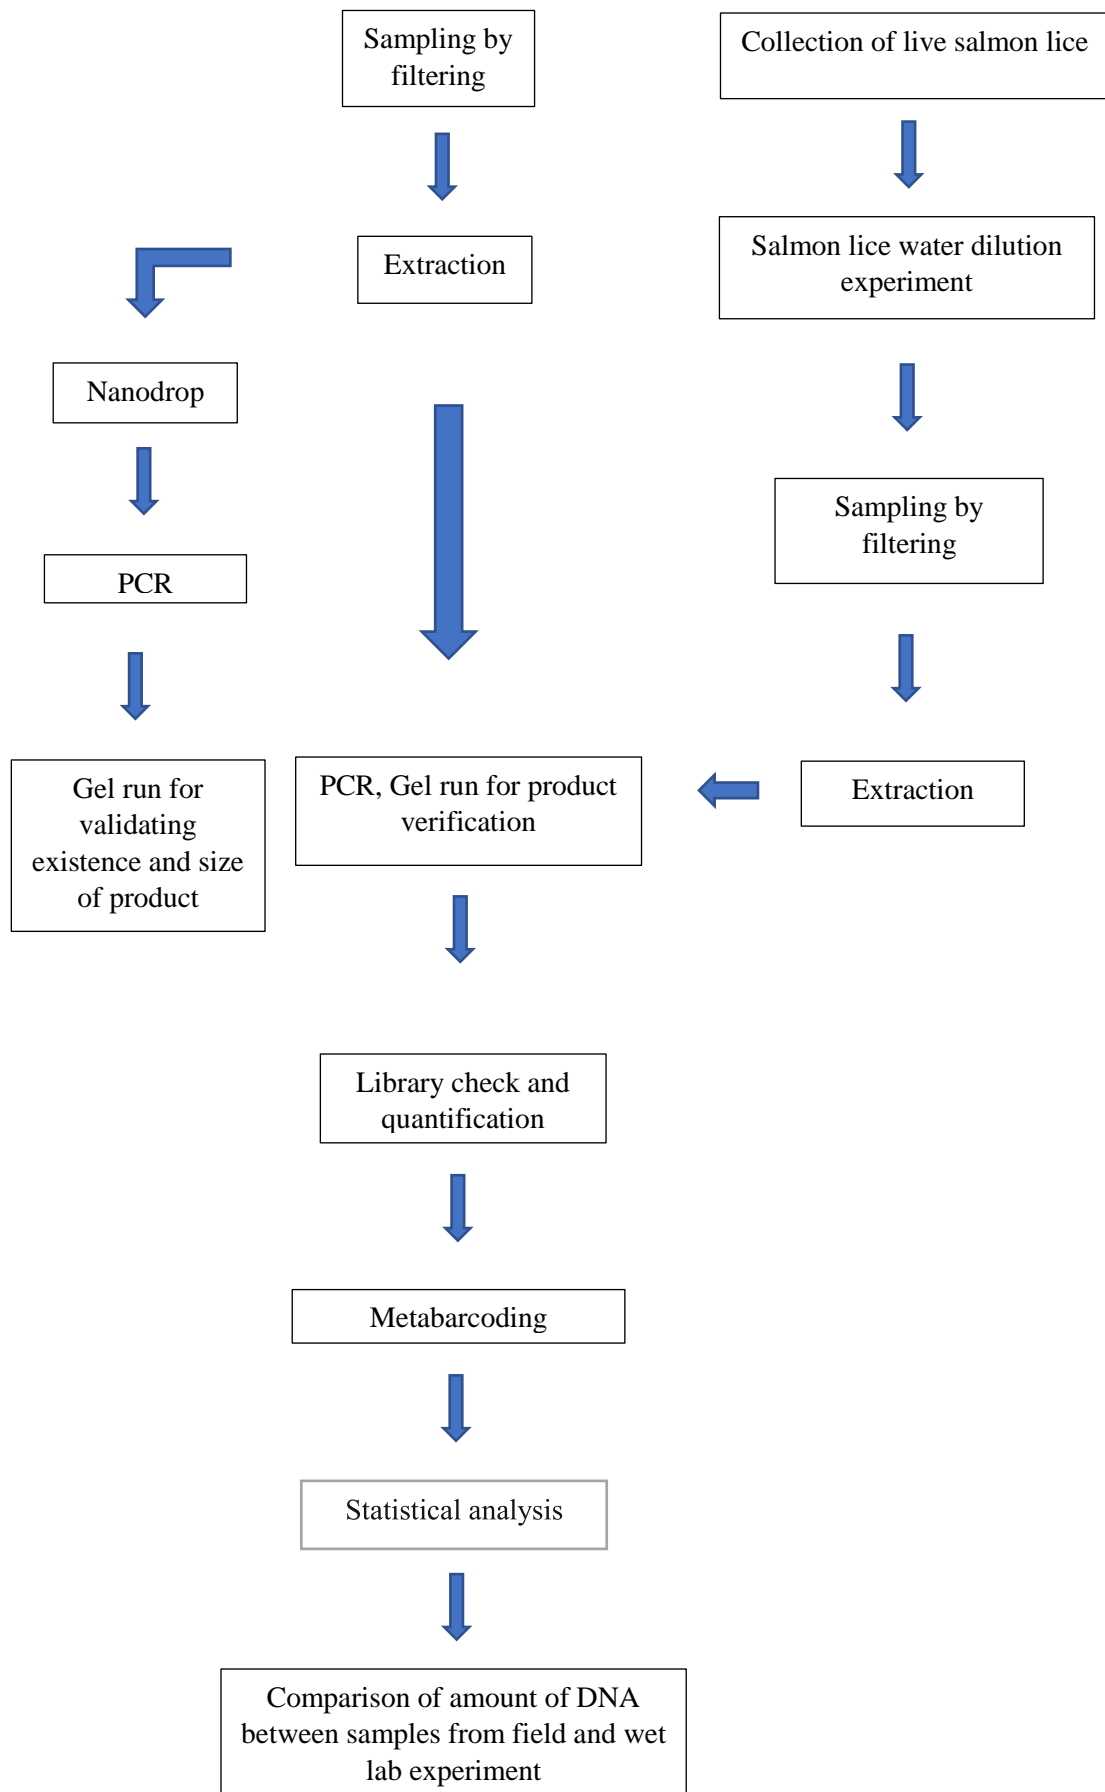 Sampling by
filtering
Collection of live salmon lice
Extraction
Salmon lice water dilution
experiment
Nanodrop
Sampling by
filtering
PCR
Gel run for
validating
existence and size
of product
PCR, Gel run for product
verification
Extraction
Library check and
quantification
Metabarcoding
Statistical analysis
Comparison of amount of DNA
between samples from field and wet
lab experiment